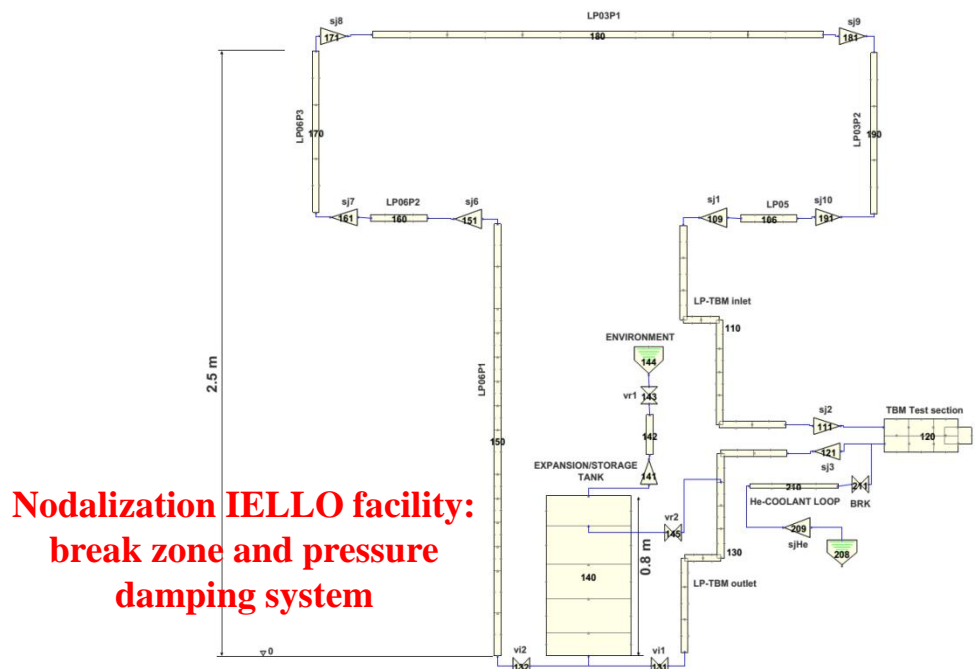 sj8
LP03P1
sj9
171
180
181
LP06P3
170
LP03P2
190
sj7
LP06P2
sj6
161
160
151
sj1
LP05
sj10
109
106
191
2.5 m
LP06P1
150
LP-TBM inlet
110
ENVIRONMENT
144
vr1
143
142
141
EXPANSION/STORAGE
TANK
sj2
111
TBM Test section
120
121
sj3
210
211
He-COOLANT LOOP
BRK
209
sjHe
208
vr2
145
130
LP-TBM outlet
140
0.8 m
Nodalization IELLO facility:
break zone and pressure
damping system
0
vi2
132
vi1
131